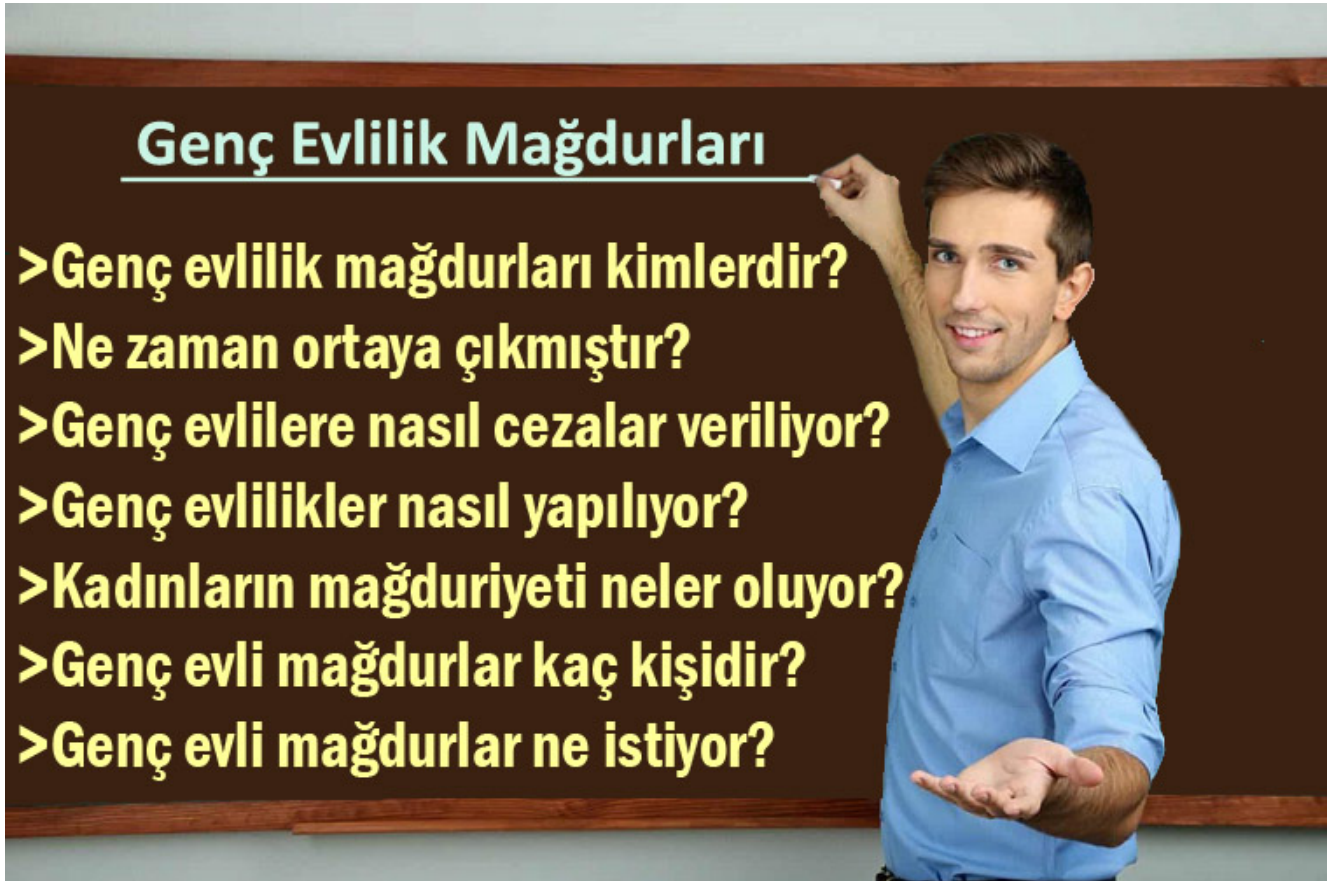 Genç Evlilik Mağdurları
>Genç evlilik mağdurları kimlerdir?
>Ne zaman ortaya çıkmıştır?
>Genç evlilere nasıl cezalar veriliyor?
>Genç evlilikler nasıl yapılıyor?
>Kadınların mağduriyeti neler oluyor?
>Genç evli mağdurlar kaç kişidir?
>Genç evli mağdurlar ne istiyor?